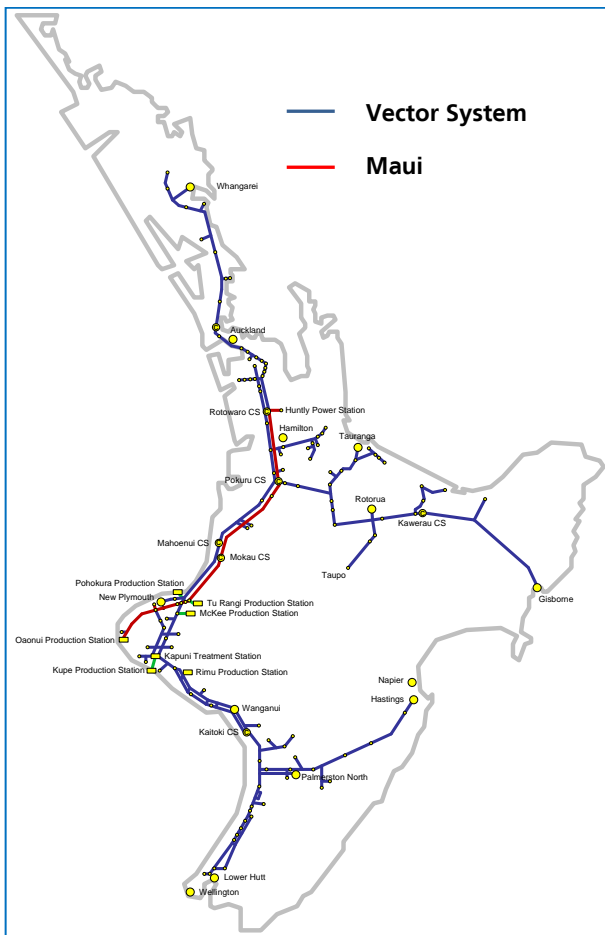 Vector System
Maui
Whangarei
Auckland
Rotowaro CS
Huntly Power Station
Hamilton
Tauranga
Pokuru CS
Rotorua
Kawerau CS
Mahoenui CS
Mokau CS
Taupo
Pohokura Production Station
Gisborne
New Plymouth
Tu Rangi Production Station
McKee Production Station
Oaonui Production Station
Kapuni Treatment Station
Kupe Production Station
Rimu Production Station
Napier
Hastings
Wanganui
Kaitoki CS
Palmerston North
Lower Hutt
Wellington